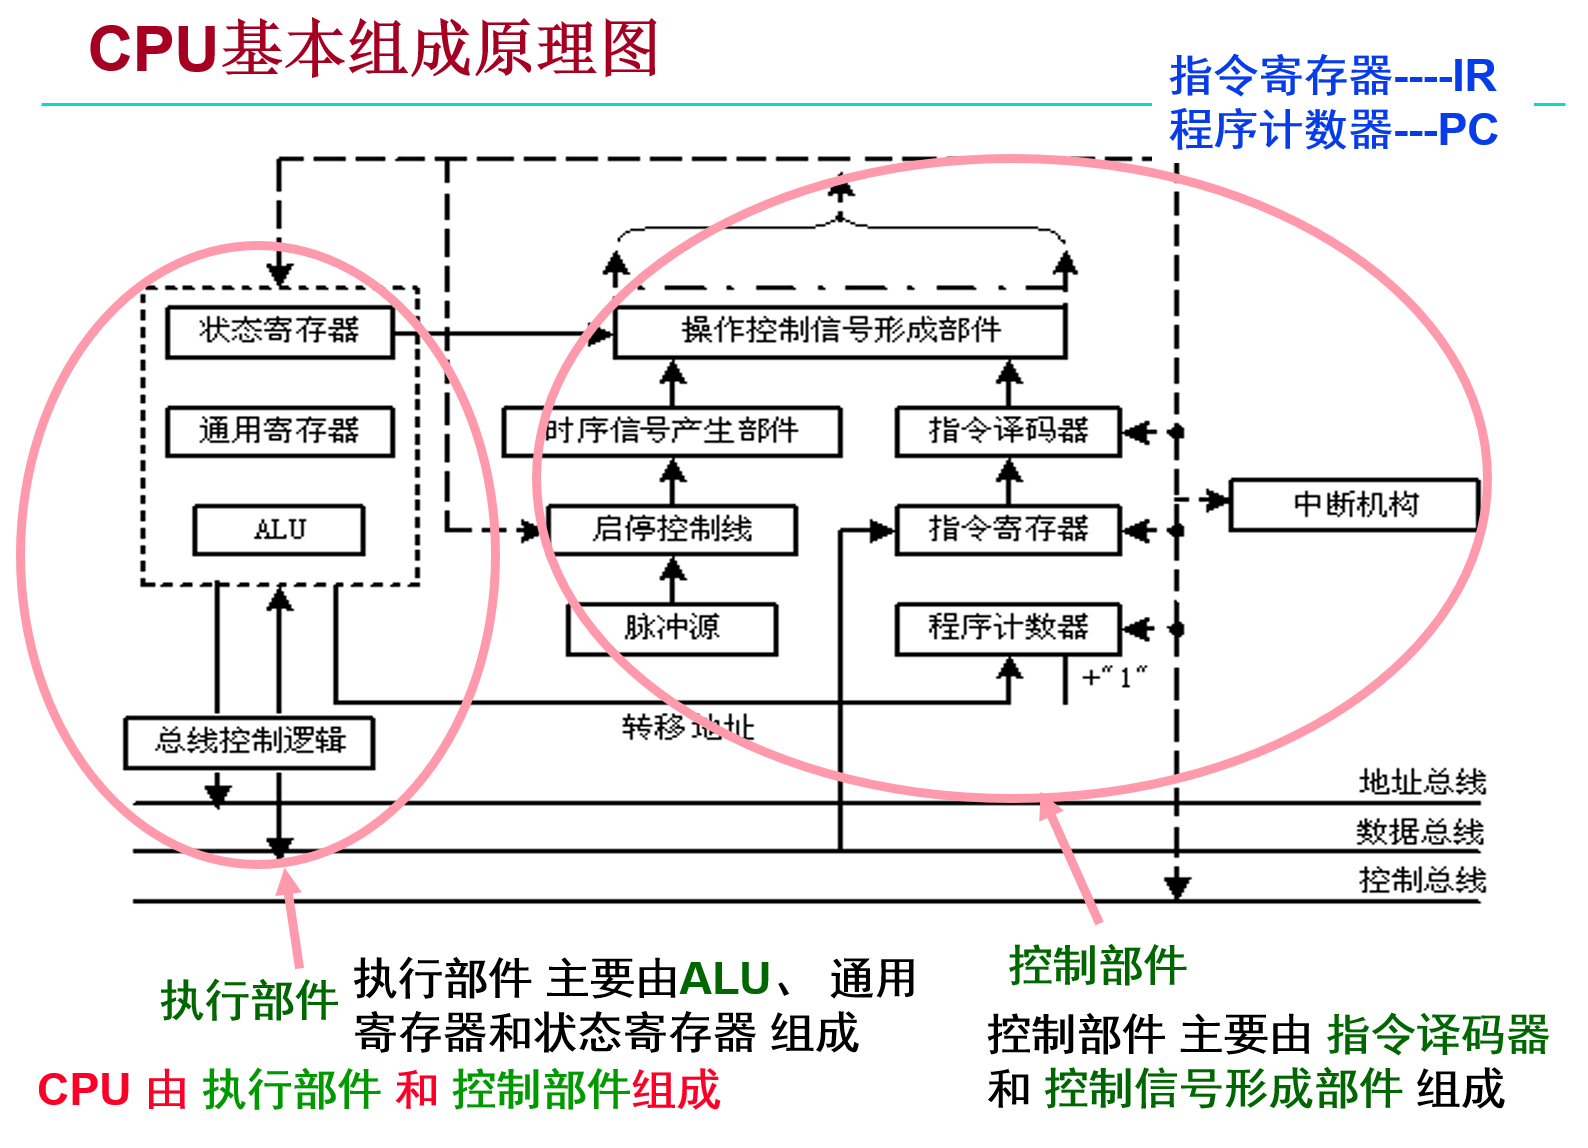 CPU基本组成原理图
指令寄存器----IR
程序计数器---PC
状态寄存器
操作控制信号形成部件
通用寄存器
时序信号产生部件
指令译码器
ALU
启停控制线
指令寄存器
中断机构
脉冲源
程序计数器
+"1"
转移地址
总线控制逻辑
地址总线
数据总线
控制总线
执行部件
执行部件 主要由ALU、 通用
寄存器和状态寄存器 组成
控制部件
控制部件 主要由 指令译码器
和 控制信号形成部件 组成
CPU 由 执行部件 和 控制部件组成